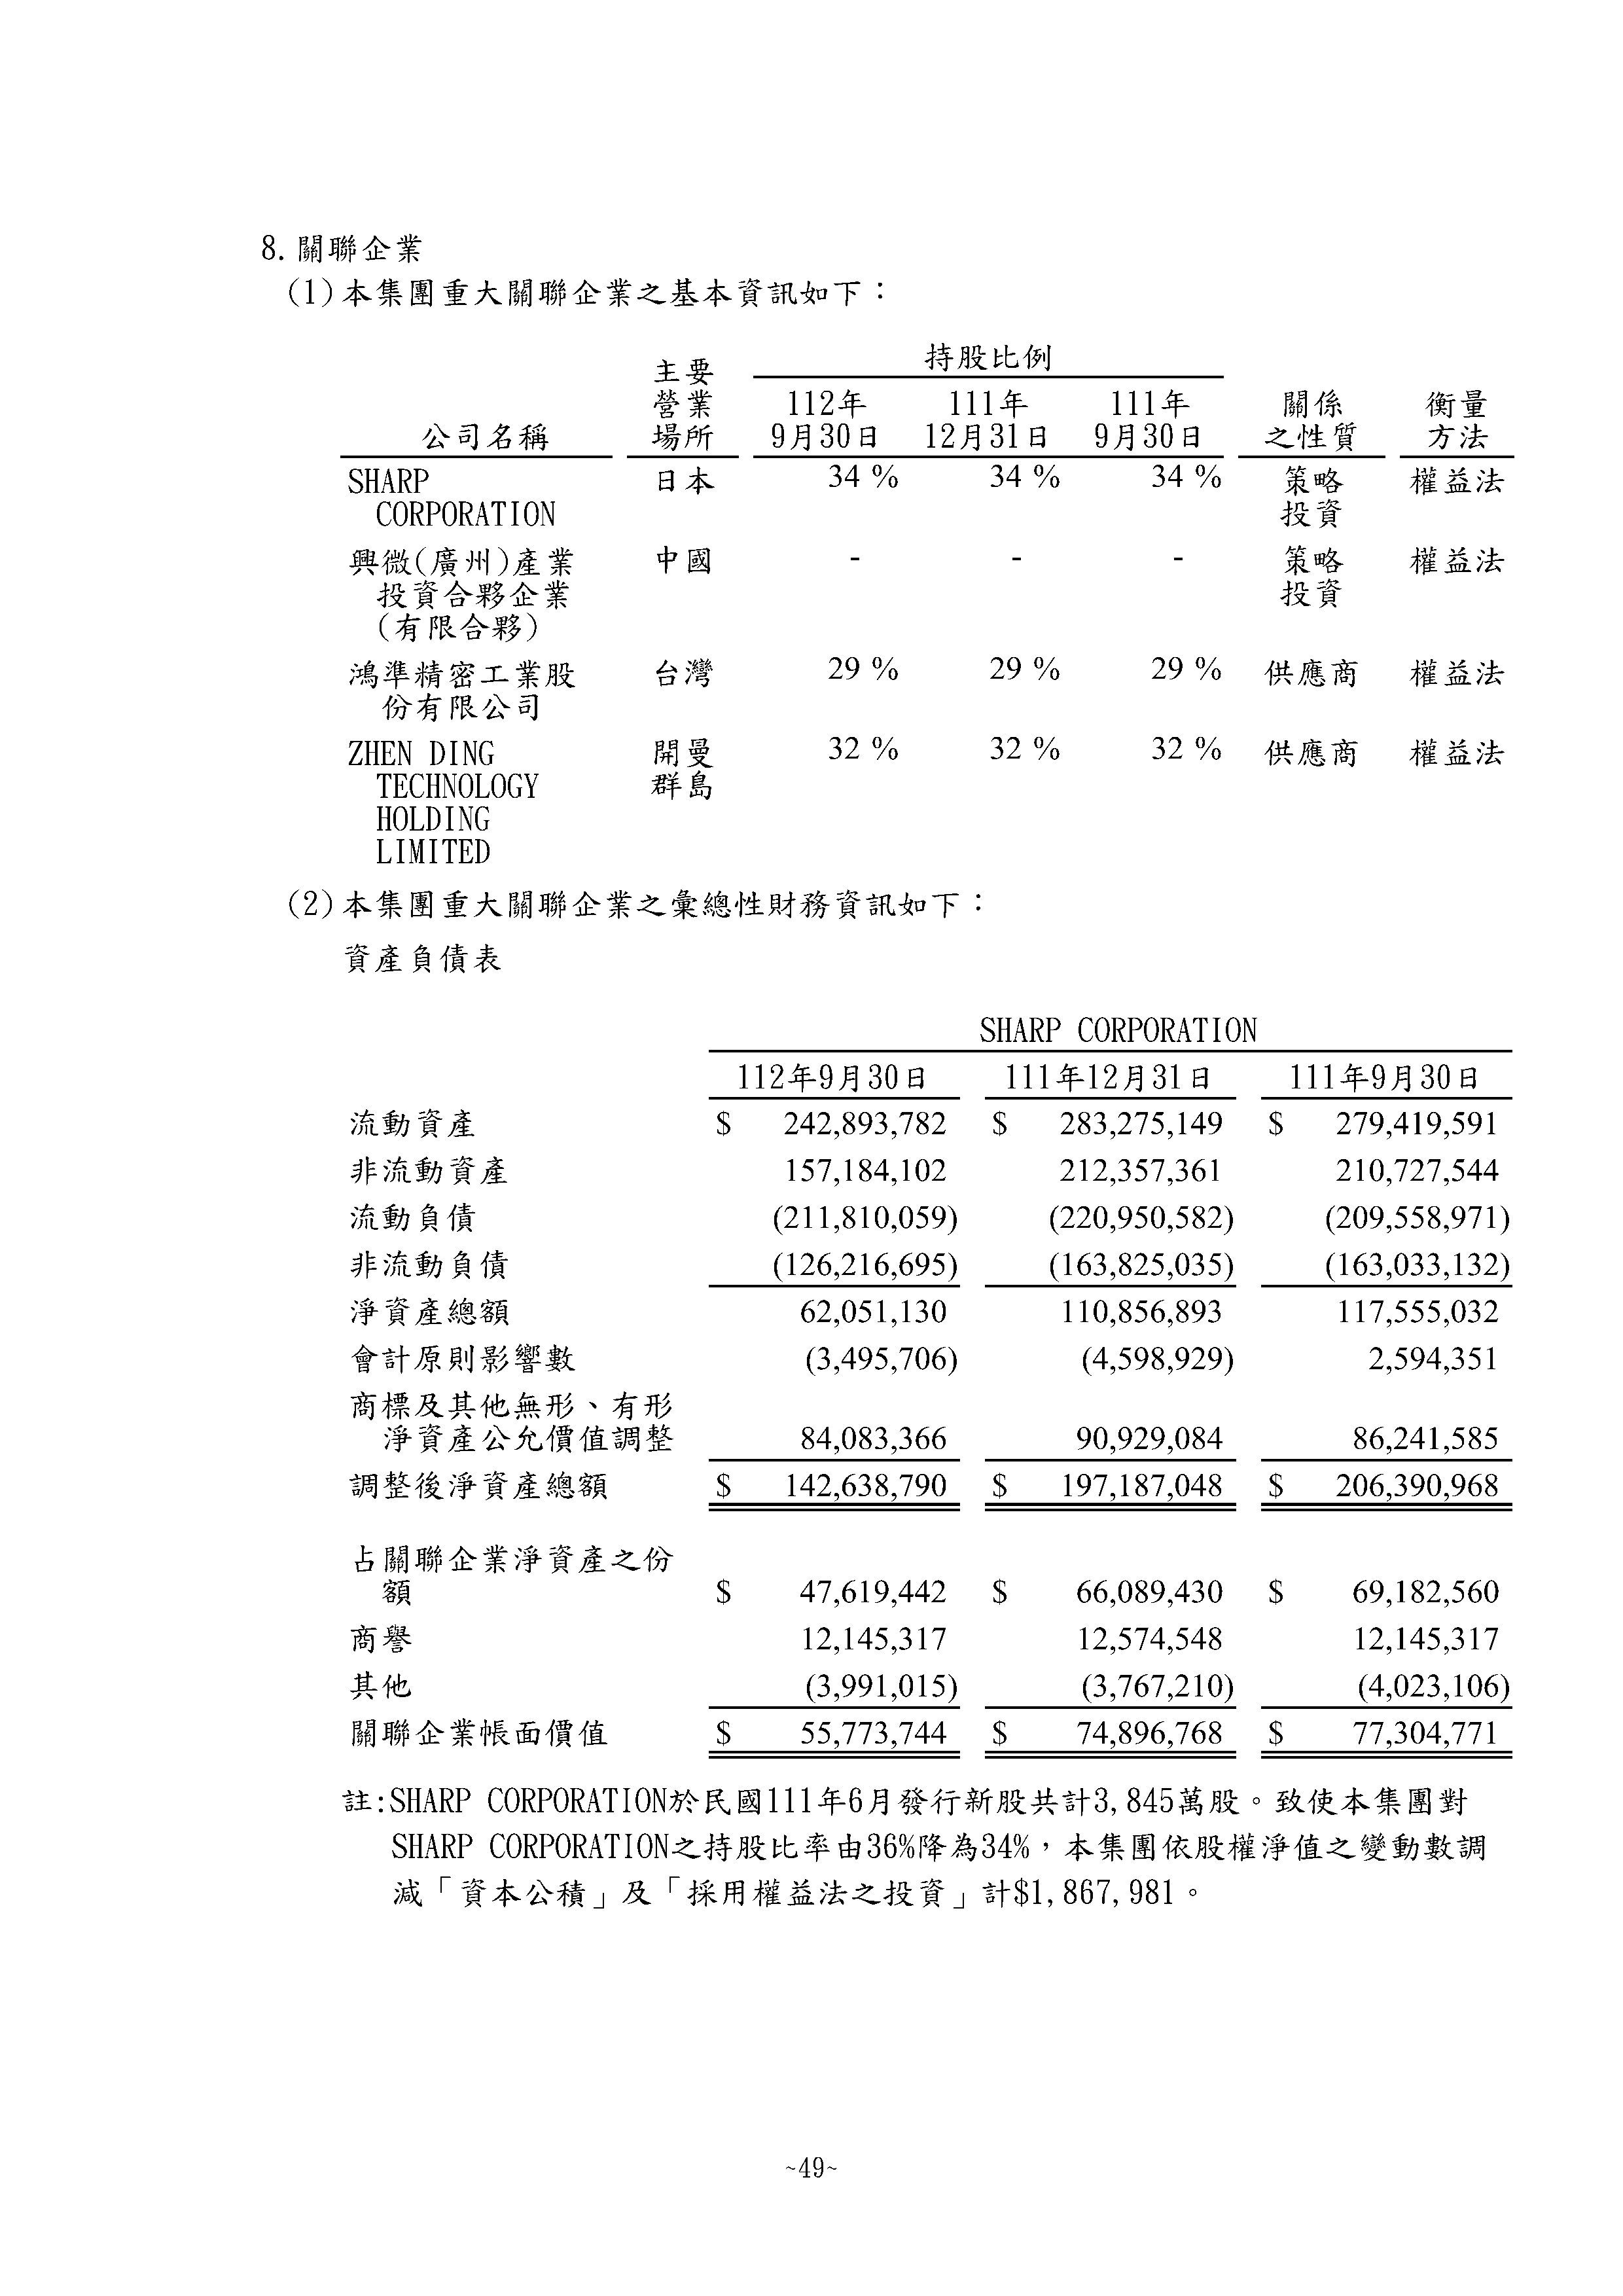 8. 關聯企業
(1)本集團重大關聯企業之基本資訊如下：
持股比例
主要
營業
場所
112年 111年 111年 關係 衡量
公司名稱 9月30日 12月31日 9月30日 之性質 方法
SHARP 日本 34 % 34 % 34 % 策略 權益法
CORPORATION 投資
興微(廣州)產業 中國 - - - 策略 權益法
投資合夥企業 投資
(有限合夥)
鴻準精密工業股 台灣 29 % 29 % 29 % 供應商 權益法
份有限公司
ZHEN DING 開曼 32 % 32 % 32 % 供應商 權益法
TECHNOLOGY 群島
HOLDING
LIMITED
(2)本集團重大關聯企業之彙總性財務資訊如下：
資產負債表
SHARP CORPORATION
112年9月30日 111年12月31日 111年9月30日
流動資產 $ 242,893,782 $ 283,275,149 $ 279,419,591
非流動資產 157,184,102 212,357,361 210,727,544
流動負債 (211,810,059) (220,950,582) (209,558,971)
非流動負債 (126,216,695) (163,825,035) (163,033,132)
淨資產總額 62,051,130 110,856,893 117,555,032
會計原則影響數 (3,495,706) (4,598,929) 2,594,351
商標及其他無形、有形
淨資產公允價值調整 84,083,366 90,929,084 86,241,585
調整後淨資產總額 $ 142,638,790 $ 197,187,048 $ 206,390,968
占關聯企業淨資產之份
額 $ 47,619,442 $ 66,089,430 $ 69,182,560
商譽 12,145,317 12,574,548 12,145,317
其他 (3,991,015) (3,767,210) (4,023,106)
關聯企業帳面價值 $ 55,773,744 $ 74,896,768 $ 77,304,771
註:SHARP CORPORATION於民國111年6月發行新股共計3,845萬股。致使本集團對
SHARP CORPORATION之持股比率由36%降為34%，本集團依股權淨值之變動數調
減「資本公積」及「採用權益法之投資」計$1,867,981。
~49~